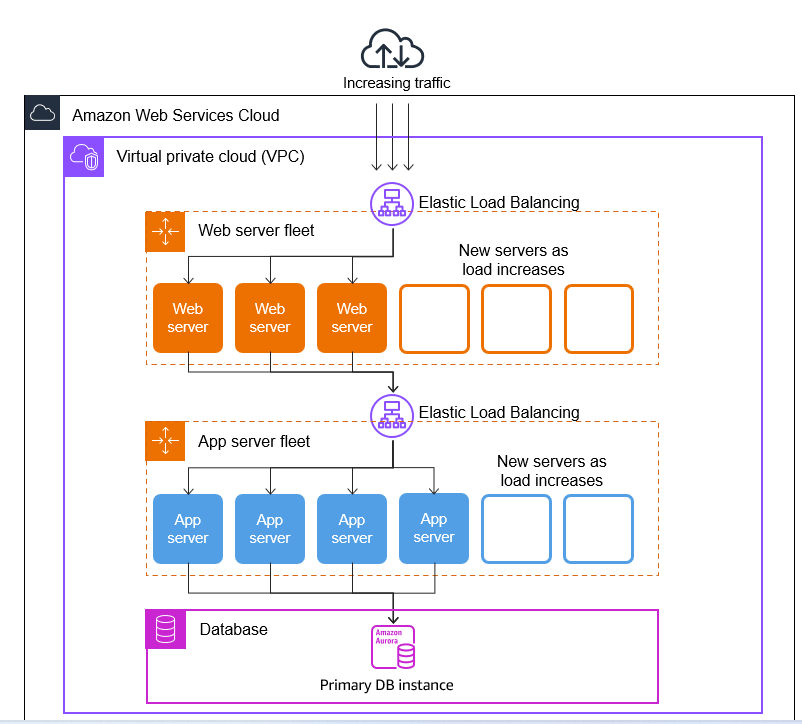 Increasing traffic
Amazon Web Services Cloud
Virtual private cloud (VPC)
Elastic Load Balancing
Web server fleet
New servers as
load increases
Web
server
Web
server
Web
server
Elastic Load Balancing
App server fleet
New servers as
load increases
App
server
App
server
App
server
App
server
Database
Amazon
Aurora
Primary DB instance